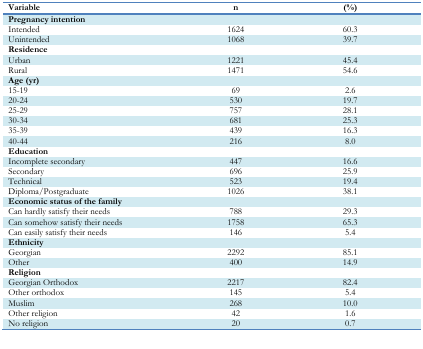 Variable n (%)
Pregnancy intention
Intended 1624 60.3
Unintended 1068 39.7
Residence
Urban 1221 45.4
Rural 1471 54.6
Age (yr)
15-19 69 2.6
20-24 530 19.7
25-29 757 28.1
30-34 681 25.3
35-39 439 16.3
40-44 216 8.0
Education
Incomplete secondary 447 16.6
Secondary 696 25.9
Technical 523 19.4
Diploma/Postgraduate 1026 38.1
Economic status of the family
Can hardly satisfy their needs 788 29.3
Can somehow satisfy their needs 1758 65.3
Can easily satisfy their needs 146 5.4
Ethnicity
Georgian 2292 85.1
Other 400 14.9
Religion
Georgian Orthodox 2217 82.4
Other orthodox 145 5.4
Muslim 268 10.0
Other religion 42 1.6
No religion 20 0.7